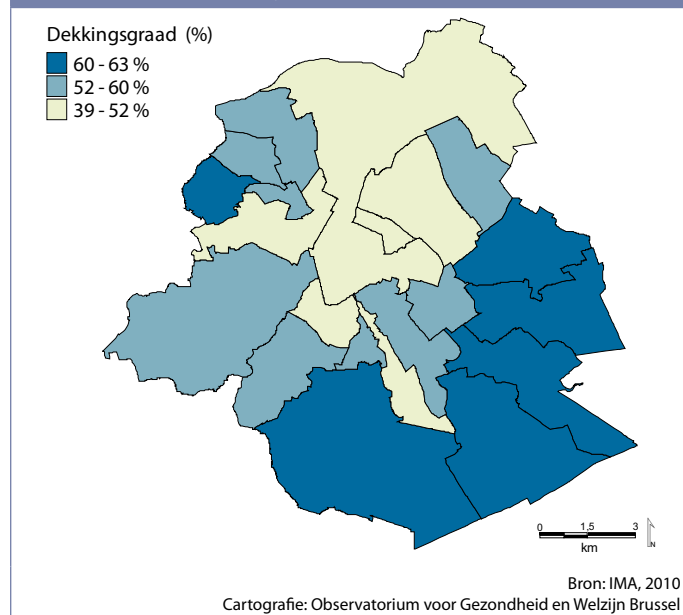 Dekkingsgraad (%)
60 - 63 %
52 - 60 %
39 - 52 %
0 1,5 3
km
N
Bron: IMA, 2010
Cartografie: Observatorium voor Gezondheid en Welzijn Brussel